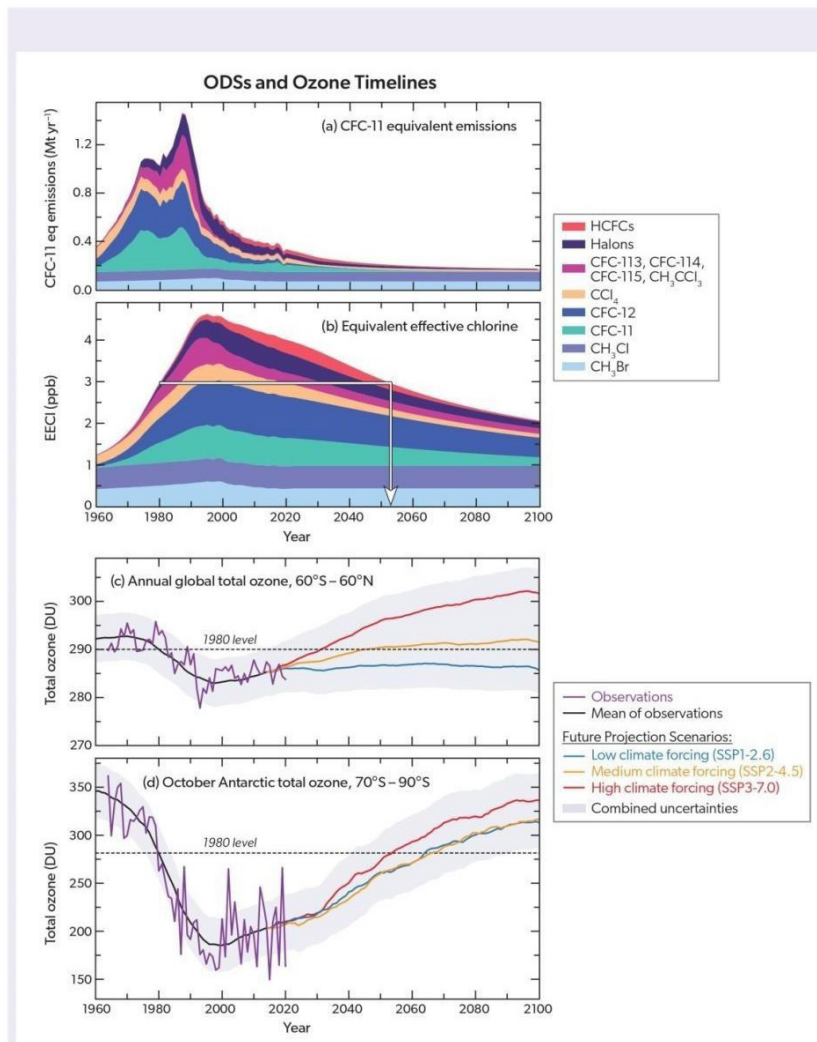 ODSs and Ozone Timelines
(a) CFC-11 equivalent emissions
CFC-11 eq emissions (Mt yr⁻¹)
1.2
0.8
0.4
0.0
HCFCs
Halons
CFC-113, CFC-114,
CFC-115, CH₃CCl₃
CCl₄
CFC-12
CFC-11
CH₃Cl
CH₃Br
(b) Equivalent effective chlorine
EECl (ppb)
4
3
2
1
0
1960 1980 2000 2020 2040 2060 2080 2100
Year
(c) Annual global total ozone, 60°S – 60°N
Total ozone (DU)
300
290
280
270
1980 level
Observations
Mean of observations
Future Projection Scenarios:
Low climate forcing (SSP1-2.6)
Medium climate forcing (SSP2-4.5)
High climate forcing (SSP3-7.0)
Combined uncertainties
(d) October Antarctic total ozone, 70°S – 90°S
Total ozone (DU)
350
300
250
200
150
1980 level
1960 1980 2000 2020 2040 2060 2080 2100
Year